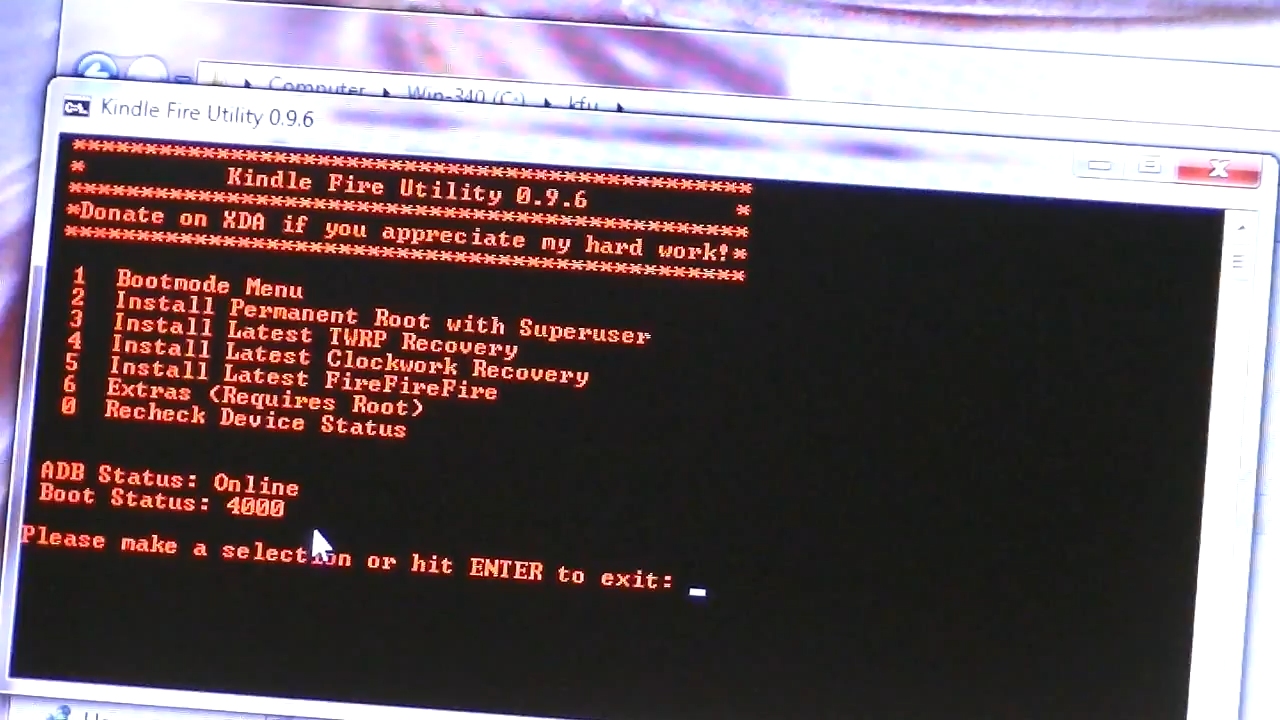 Computer Win-340 (C:) kfu
Kindle Fire Utility 0.9.6
***********************************************
* Kindle Fire Utility 0.9.6 *
***********************************************
*Donate on XDA if you appreciate my hard work!*
***********************************************
1 Bootmode Menu
2 Install Permanent Root with Superuser
3 Install Latest TWRP Recovery
4 Install Latest Clockwork Recovery
5 Install Latest FireFireFire
6 Extras (Requires Root)
0 Recheck Device Status
ADB Status: Online
Boot Status: 4000
Please make a selection or hit ENTER to exit: